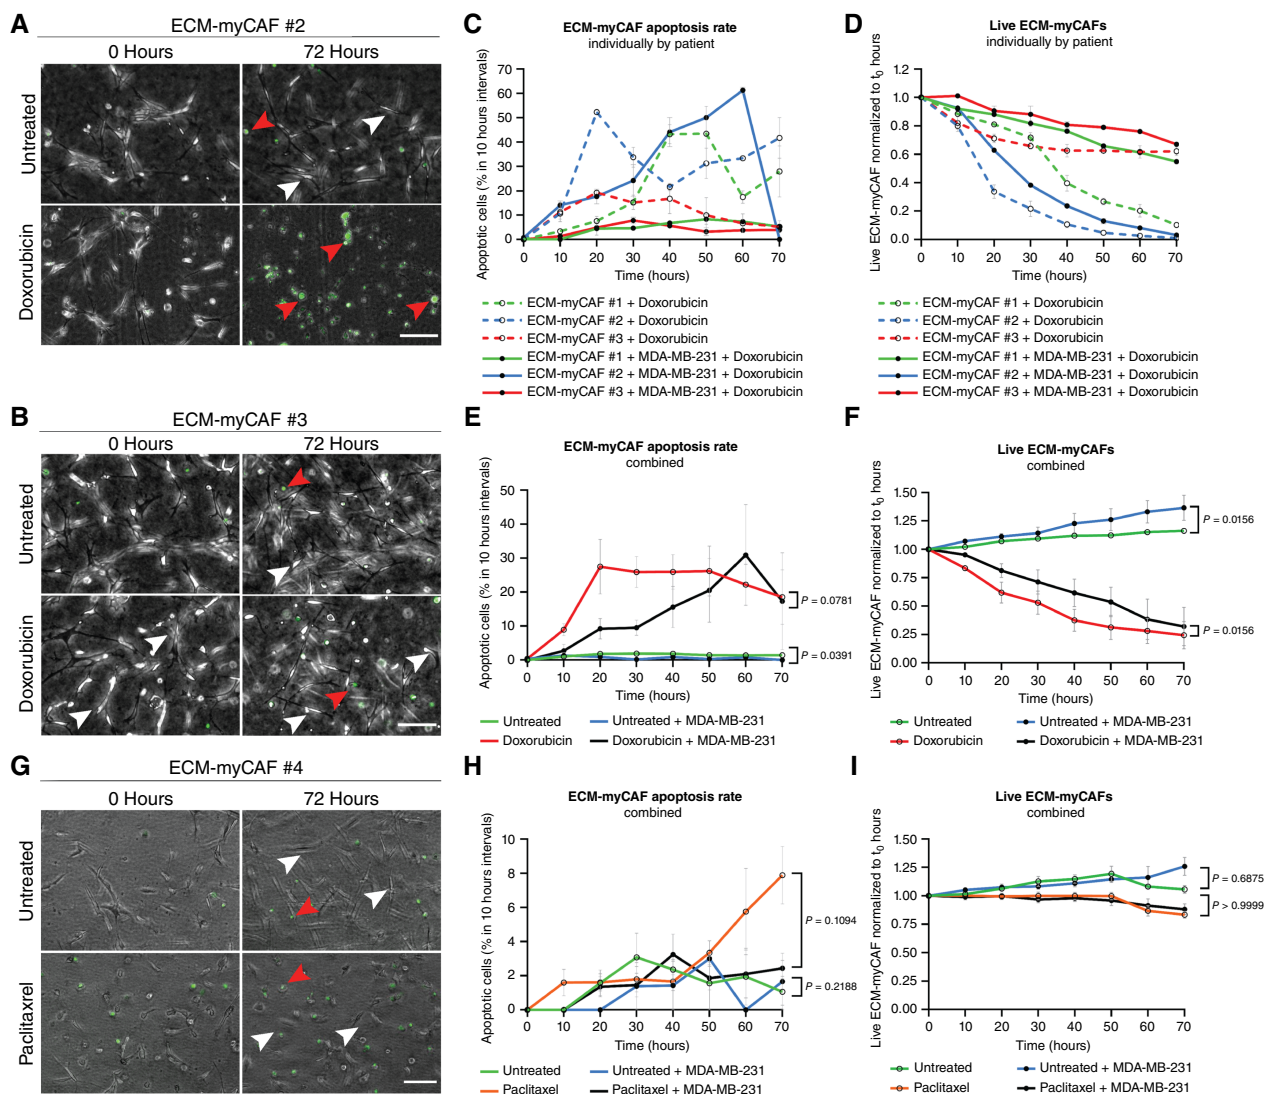 A
ECM-myCAF #2
0 Hours
72 Hours
Untreated
Doxorubicin
B
ECM-myCAF #3
0 Hours
72 Hours
Untreated
Doxorubicin
G
ECM-myCAF #4
0 Hours
72 Hours
Untreated
Paclitaxrel
C
ECM-myCAF apoptosis rate
individually by patient
Apoptotic cells (% in 10 hours intervals)
70
60
50
40
30
20
10
0
0 10 20 30 40 50 60 70
Time (hours)
ECM-myCAF #1 + Doxorubicin
ECM-myCAF #2 + Doxorubicin
ECM-myCAF #3 + Doxorubicin
ECM-myCAF #1 + MDA-MB-231 + Doxorubicin
ECM-myCAF #2 + MDA-MB-231 + Doxorubicin
ECM-myCAF #3 + MDA-MB-231 + Doxorubicin
D
Live ECM-myCAFs
individually by patient
Live ECM-myCAF normalized to t0 hours
1.2
1.0
0.8
0.6
0.4
0.2
0.0
0 10 20 30 40 50 60 70
Time (hours)
ECM-myCAF #1 + Doxorubicin
ECM-myCAF #2 + Doxorubicin
ECM-myCAF #3 + Doxorubicin
ECM-myCAF #1 + MDA-MB-231 + Doxorubicin
ECM-myCAF #2 + MDA-MB-231 + Doxorubicin
ECM-myCAF #3 + MDA-MB-231 + Doxorubicin
E
ECM-myCAF apoptosis rate
combined
Apoptotic cells (% in 10 hours intervals)
50
40
30
20
10
0
P = 0.0781
P = 0.0391
0 10 20 30 40 50 60 70
Time (hours)
Untreated
Untreated + MDA-MB-231
Doxorubicin
Doxorubicin + MDA-MB-231
F
Live ECM-myCAFs
combined
Live ECM-myCAF normalized to t0 hours
1.50
1.25
1.00
0.75
0.50
0.25
0.00
P = 0.0156
P = 0.0156
0 10 20 30 40 50 60 70
Time (hours)
Untreated
Untreated + MDA-MB-231
Doxorubicin
Doxorubicin + MDA-MB-231
H
ECM-myCAF apoptosis rate
combined
Apoptotic cells (% in 10 hours intervals)
10
8
6
4
2
0
P = 0.1094
P = 0.2188
0 10 20 30 40 50 60 70
Time (hours)
Untreated
Untreated + MDA-MB-231
Paclitaxel
Paclitaxel + MDA-MB-231
I
Live ECM-myCAFs
combined
Live ECM-myCAF normalized to t0 hours
1.50
1.25
1.00
0.75
0.50
0.25
0.00
P = 0.6875
P > 0.9999
0 10 20 30 40 50 60 70
Time (hours)
Untreated
Untreated + MDA-MB-231
Paclitaxel
Paclitaxel + MDA-MB-231